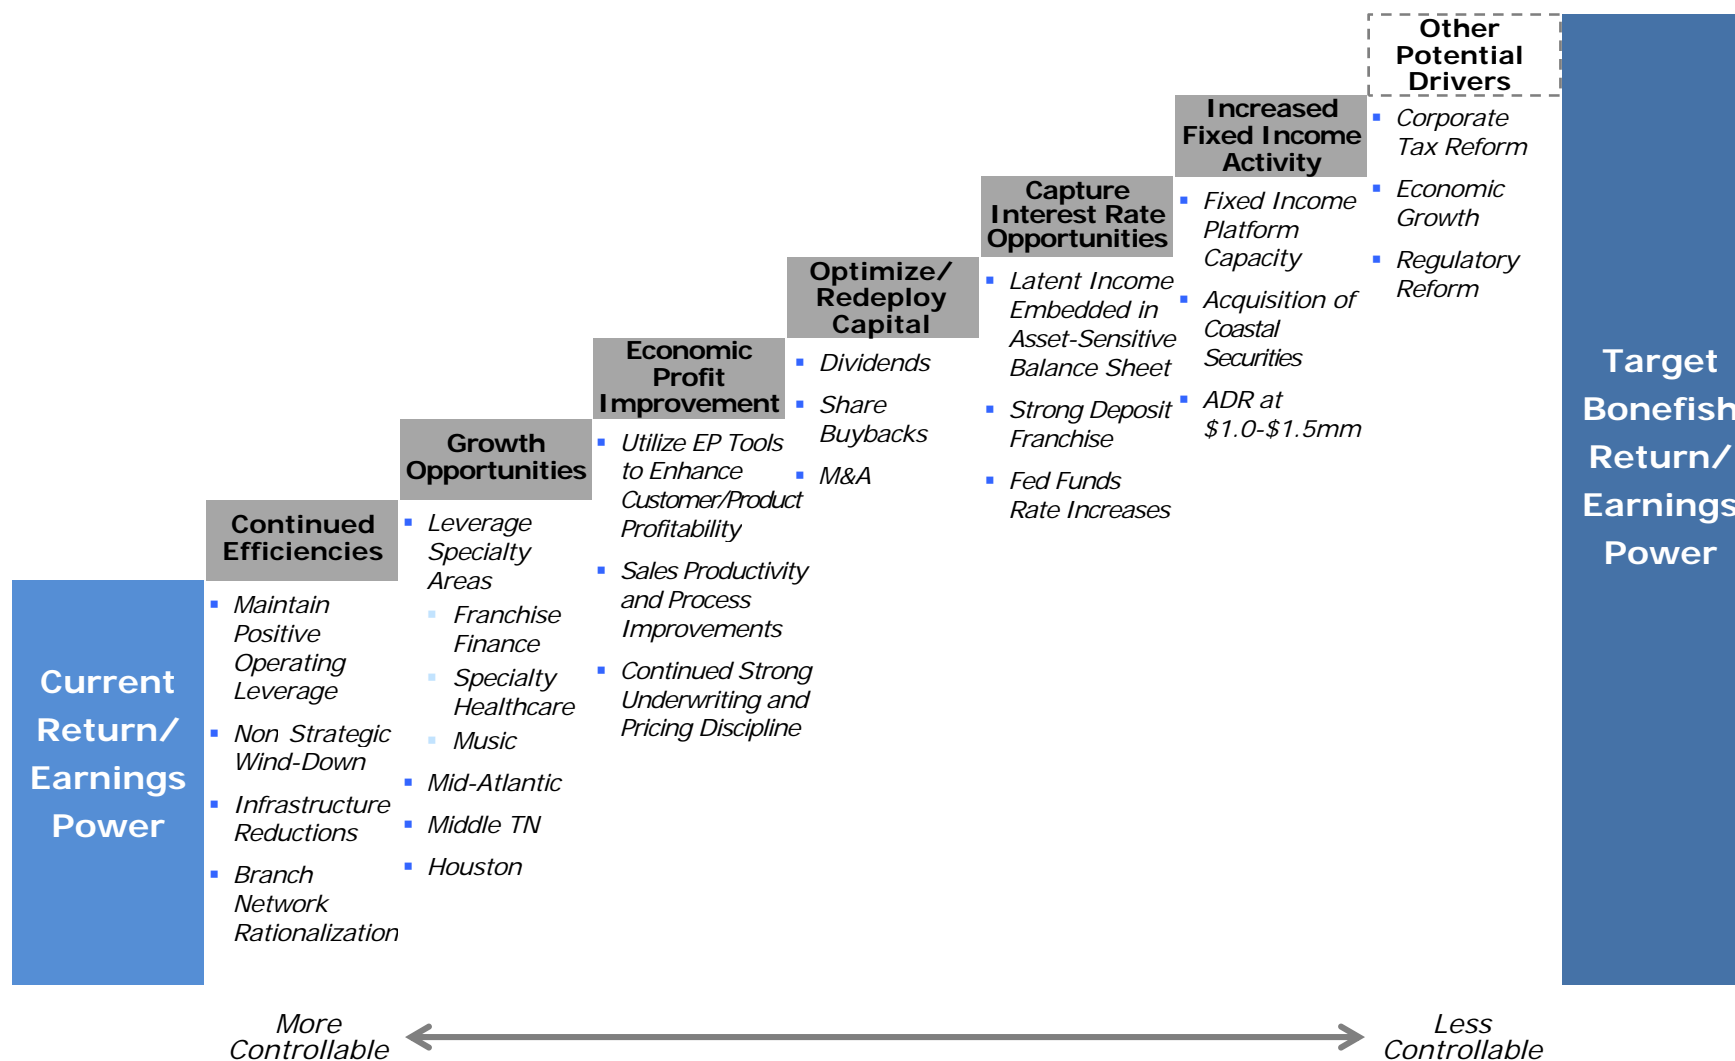 Current
Return/
Earnings
Power
Continued
Efficiencies
▪ Maintain
Positive
Operating
Leverage
▪ Non Strategic
Wind-Down
▪ Infrastructure
Reductions
▪ Branch
Network
Rationalization
Growth
Opportunities
▪ Leverage
Specialty
Areas
▪ Franchise
Finance
▪ Specialty
Healthcare
▪ Music
▪ Mid-Atlantic
▪ Middle TN
▪ Houston
Economic
Profit
Improvement
▪ Utilize EP Tools
to Enhance
Customer/Product
Profitability
▪ Sales Productivity
and Process
Improvements
▪ Continued Strong
Underwriting and
Pricing Discipline
Optimize/
Redeploy
Capital
▪ Dividends
▪ Share
Buybacks
▪ M&A
Capture
Interest Rate
Opportunities
▪ Latent Income
Embedded in
Asset-Sensitive
Balance Sheet
▪ Strong Deposit
Franchise
▪ Fed Funds
Rate Increases
Increased
Fixed Income
Activity
▪ Fixed Income
Platform
Capacity
▪ Acquisition of
Coastal
Securities
▪ ADR at
$1.0-$1.5mm
Other
Potential
Drivers
▪ Corporate
Tax Reform
▪ Economic
Growth
▪ Regulatory
Reform
Target
Bonefish
Return/
Earnings
Power
More
Controllable
Less
Controllable